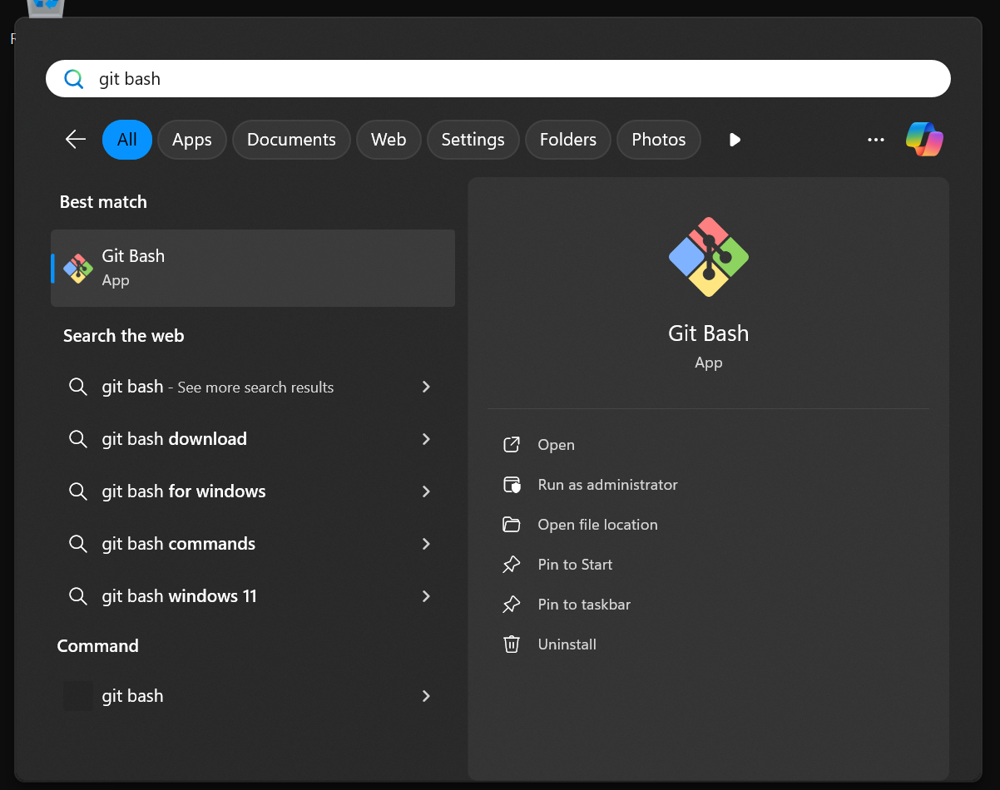 git bash
All
Apps
Documents
Web
Settings
Folders
Photos
Best match
Git Bash
App
Search the web
git bash - See more search results
git bash download
git bash for windows
git bash commands
git bash windows 11
Command
git bash
Git Bash
App
Open
Run as administrator
Open file location
Pin to Start
Pin to taskbar
Uninstall